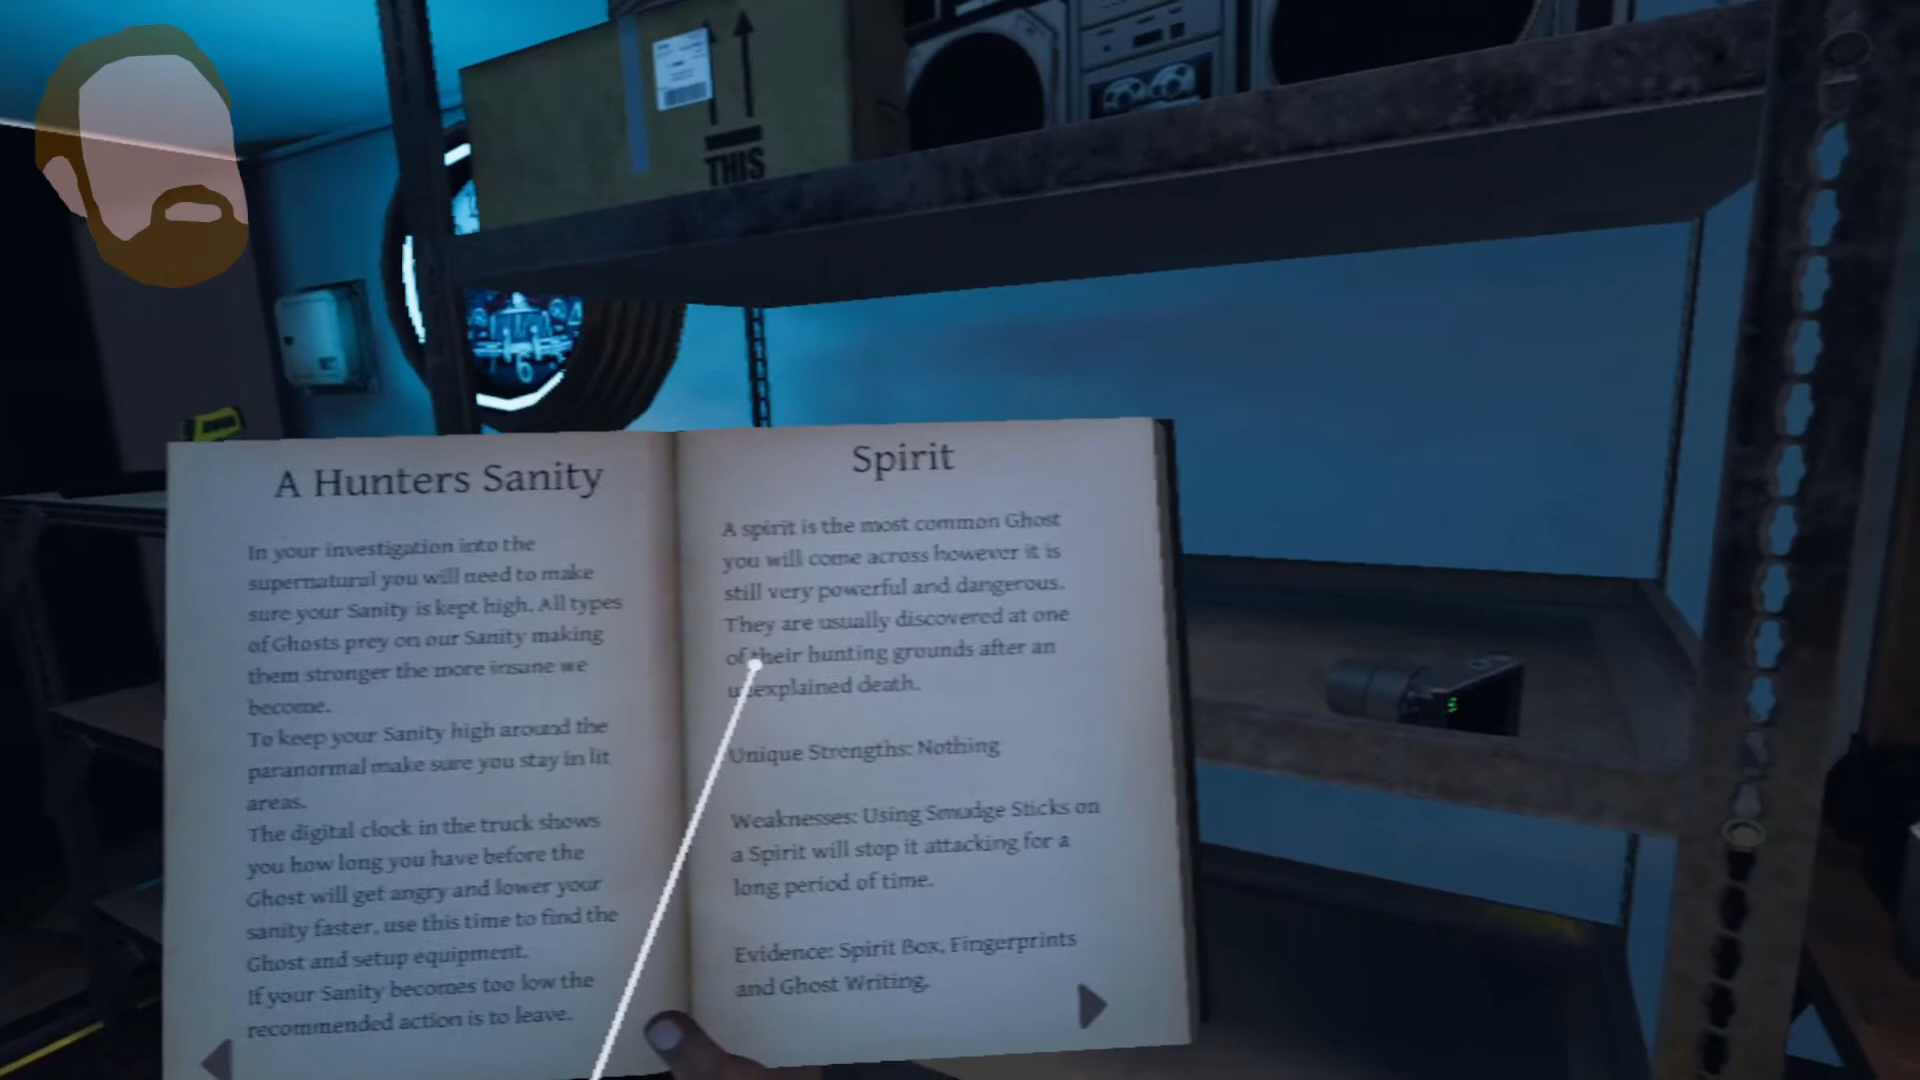 THIS
A Hunters Sanity
In your investigation into the
supernatural you will need to make
sure your Sanity is kept high. All types
of Ghosts prey on our Sanity making
them stronger the more insane we
become.
To keep your Sanity high around the
paranormal make sure you stay in lit
areas.
The digital clock in the truck shows
you how long you have before the
Ghost will get angry and lower your
sanity faster, use this time to find the
Ghost and setup equipment.
If your Sanity becomes too low the
recommended action is to leave.
Spirit
A spirit is the most common Ghost
you will come across however it is
still very powerful and dangerous.
They are usually discovered at one
of their hunting grounds after an
unexplained death.
Unique Strengths: Nothing
Weaknesses: Using Smudge Sticks on
a Spirit will stop it attacking for a
long period of time.
Evidence: Spirit Box, Fingerprints
and Ghost Writing.